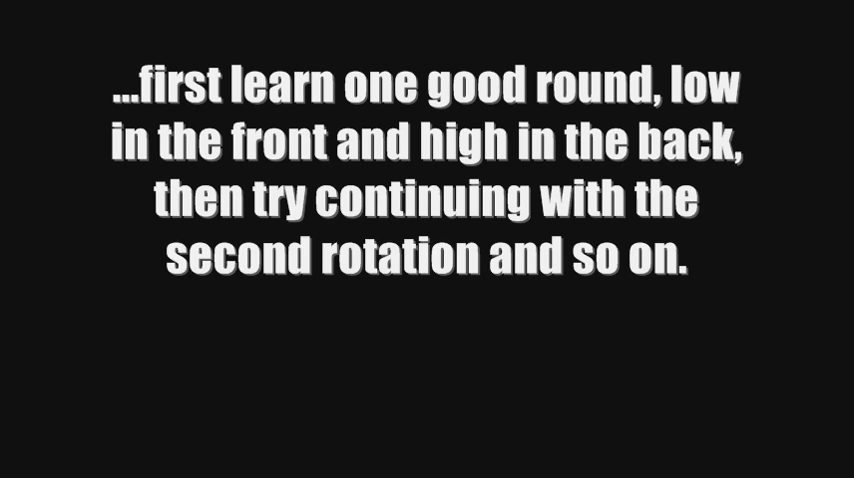 ...first learn one good round, low
in the front and high in the back,
then try continuing with the
second rotation and so on.